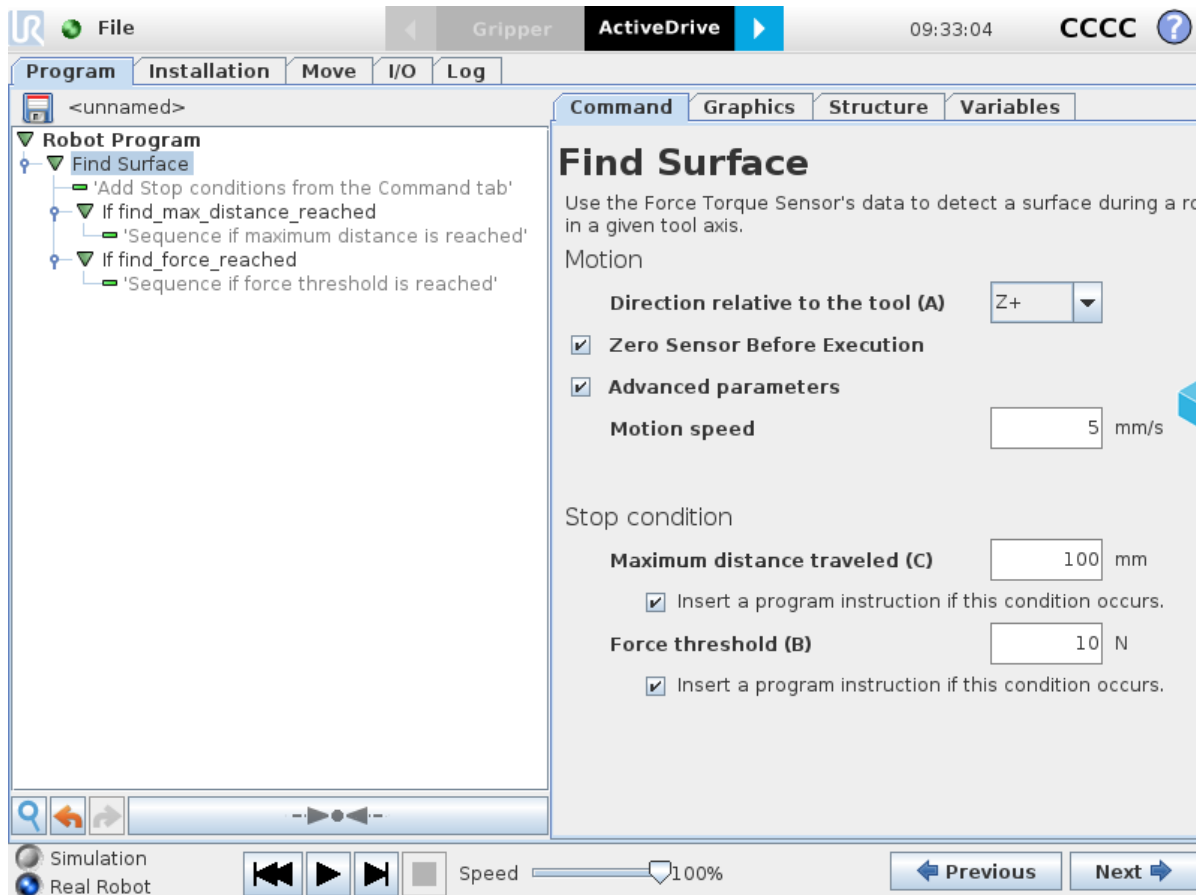 UR File Gripper ActiveDrive 09:33:04 CCCC ?
Program Installation Move I/O Log
<unnamed>
Command Graphics Structure Variables
Robot Program
Find Surface
'Add Stop conditions from the Command tab'
If find_max_distance_reached
'Sequence if maximum distance is reached'
If find_force_reached
'Sequence if force threshold is reached'
Find Surface
Use the Force Torque Sensor's data to detect a surface during a
in a given tool axis.
Motion
Direction relative to the tool (A) Z+
Zero Sensor Before Execution
Advanced parameters
Motion speed 5 mm/s
Stop condition
Maximum distance traveled (C) 100 mm
Insert a program instruction if this condition occurs.
Force threshold (B) 10 N
Insert a program instruction if this condition occurs.
Simulation
Real Robot
Speed 100%
Previous Next